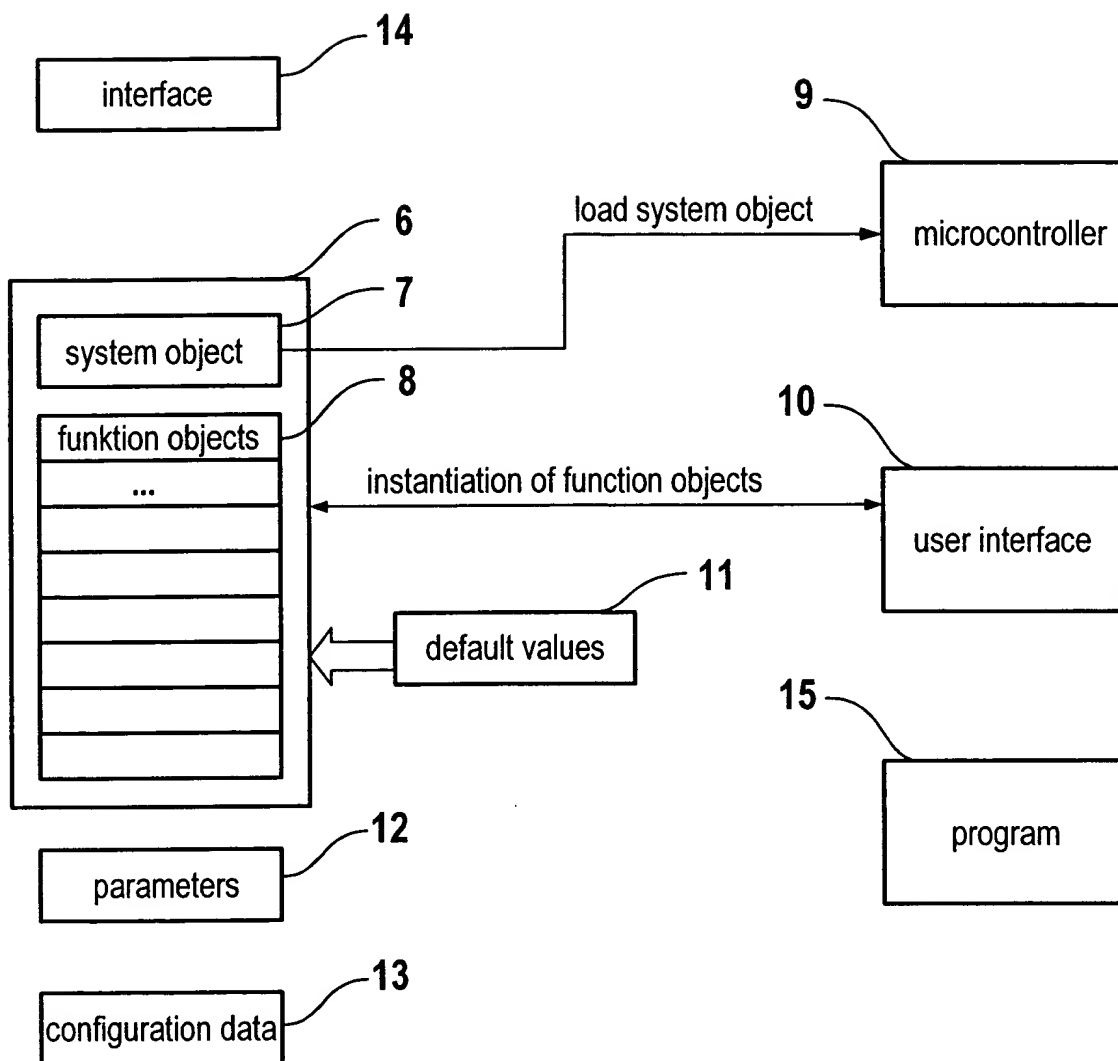 14
interface
9
load system object
microcontroller
6
7
system object
8
10
funktion objects
...
instantiation of function objects
user interface
11
default values
15
12
program
parameters
13
configuration data